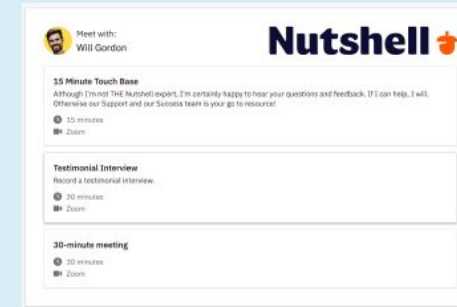 Meet with:
Will Gordon
Nutshell
15 Minute Touch Base
Although I'm not THE Nutshell expert, I'm certainly happy to hear your questions and feedback. If I can help, I will.
Otherwise our Support and our Success team is your go to resource!
15 minutes
Zoom
Testimonial Interview
Record a testimonial interview.
30 minutes
Zoom
30-minute meeting
30 minutes
Zoom